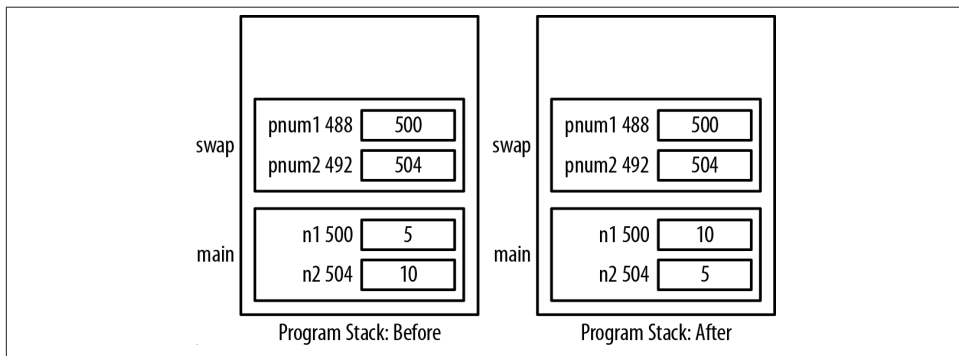 pnum1 488 500
pnum2 492 504
swap
n1 500 5
n2 504 10
main
Program Stack: Before
pnum1 488 500
pnum2 492 504
swap
n1 500 10
n2 504 5
main
Program Stack: After